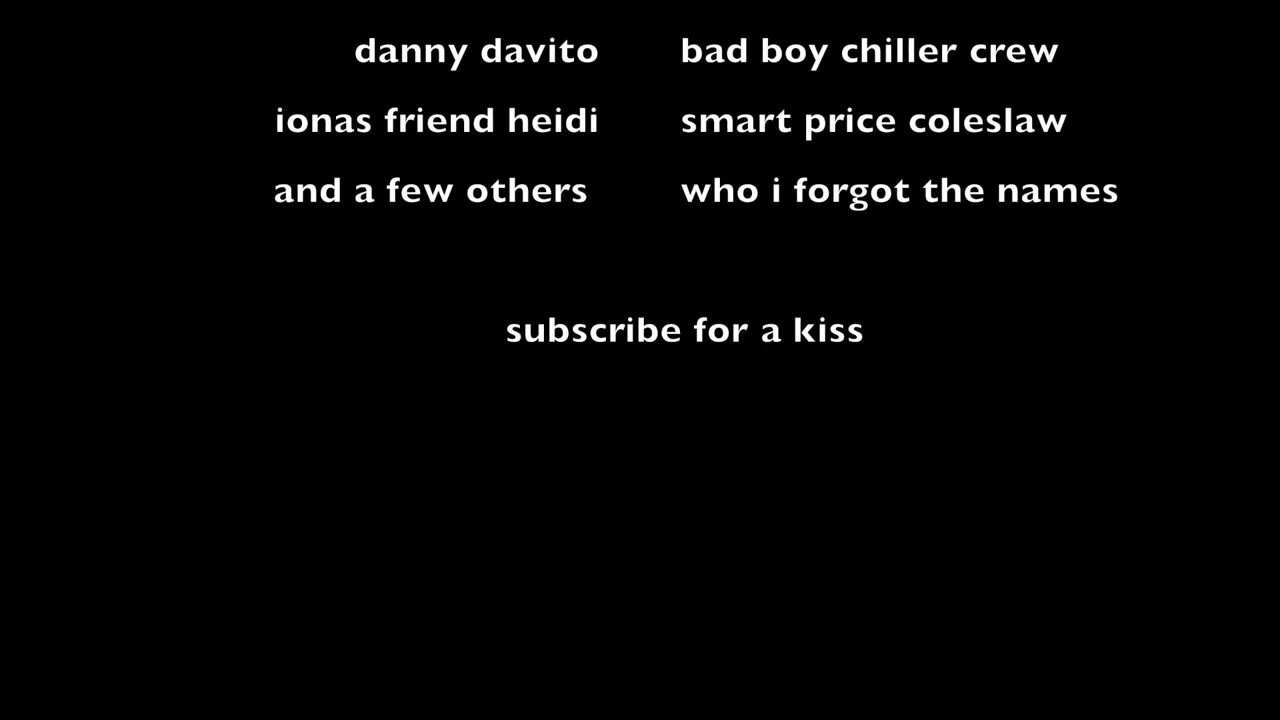 danny davito bad boy chiller crew
ionas friend heidi smart price coleslaw
and a few others who i forgot the names
subscribe for a kiss